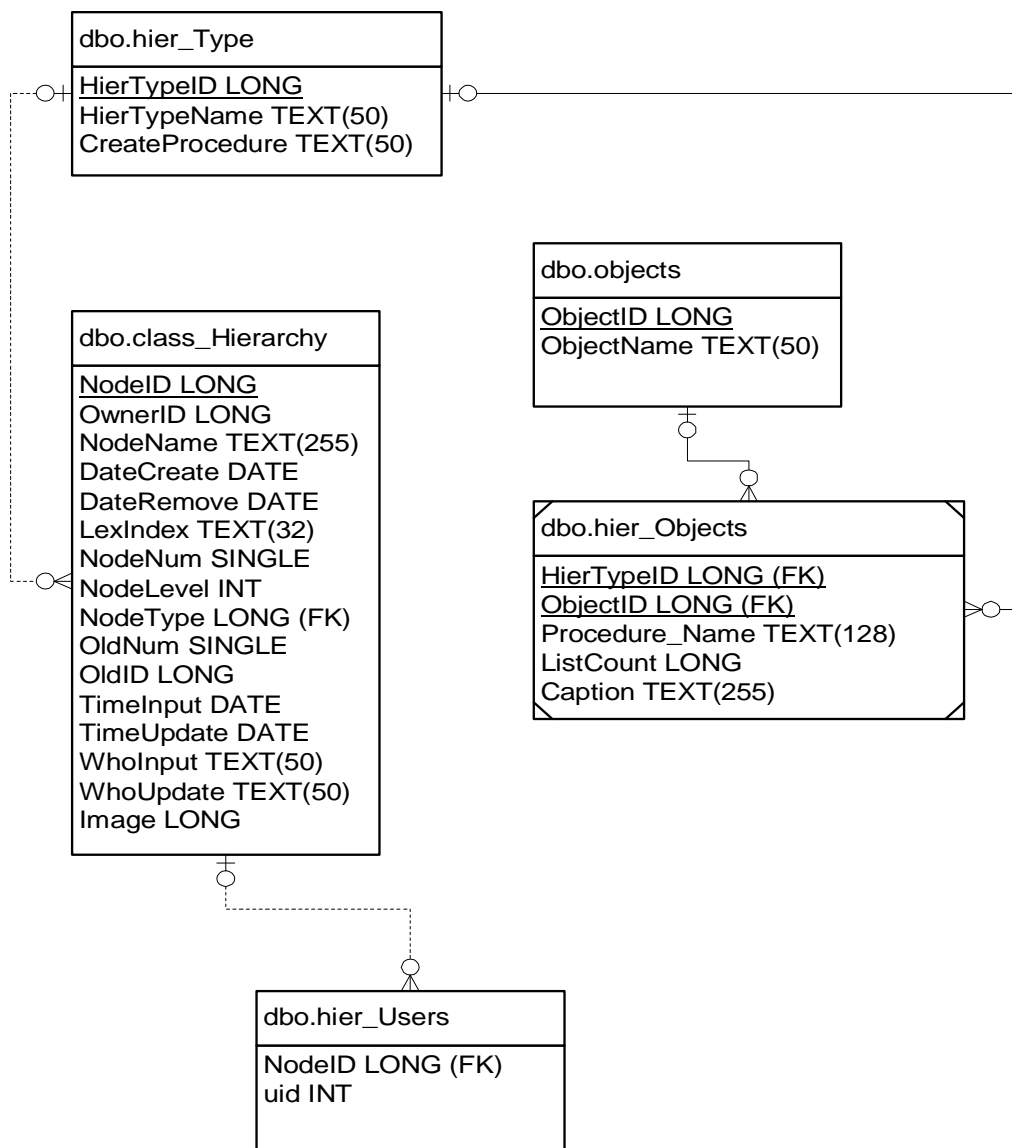 dbo.hier_Type
HierTypeID LONG
HierTypeName TEXT(50)
CreateProcedure TEXT(50)
dbo.objects
ObjectID LONG
ObjectName TEXT(50)
dbo.class_Hierarchy
NodeID LONG
OwnerID LONG
NodeName TEXT(255)
DateCreate DATE
DateRemove DATE
LexIndex TEXT(32)
NodeNum SINGLE
NodeLevel INT
NodeType LONG (FK)
OldNum SINGLE
OldID LONG
TimeInput DATE
TimeUpdate DATE
WhoInput TEXT(50)
WhoUpdate TEXT(50)
Image LONG
dbo.hier_Objects
HierTypeID LONG (FK)
ObjectID LONG (FK)
Procedure_Name TEXT(128)
ListCount LONG
Caption TEXT(255)
dbo.hier_Users
NodeID LONG (FK)
uid INT